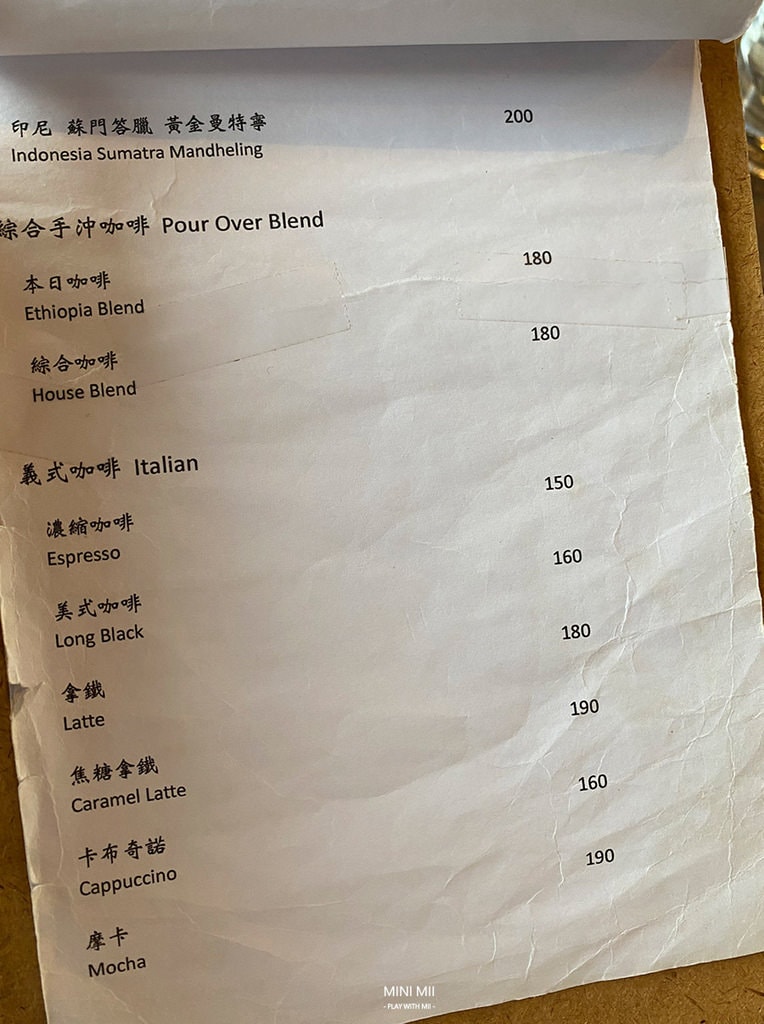 印尼 蘇門答臘 黃金曼特寧 200
Indonesia Sumatra Mandheling
綜合手沖咖啡 Pour Over Blend
本日咖啡 180
Ethiopia Blend
綜合咖啡 180
House Blend
義式咖啡 Italian
濃縮咖啡 150
Espresso
美式咖啡 160
Long Black
拿鐵 180
Latte
焦糖拿鐵 190
Caramel Latte
卡布奇諾 160
Cappuccino
摩卡 190
Mocha
MINI MII
- PLAY WITH MII -